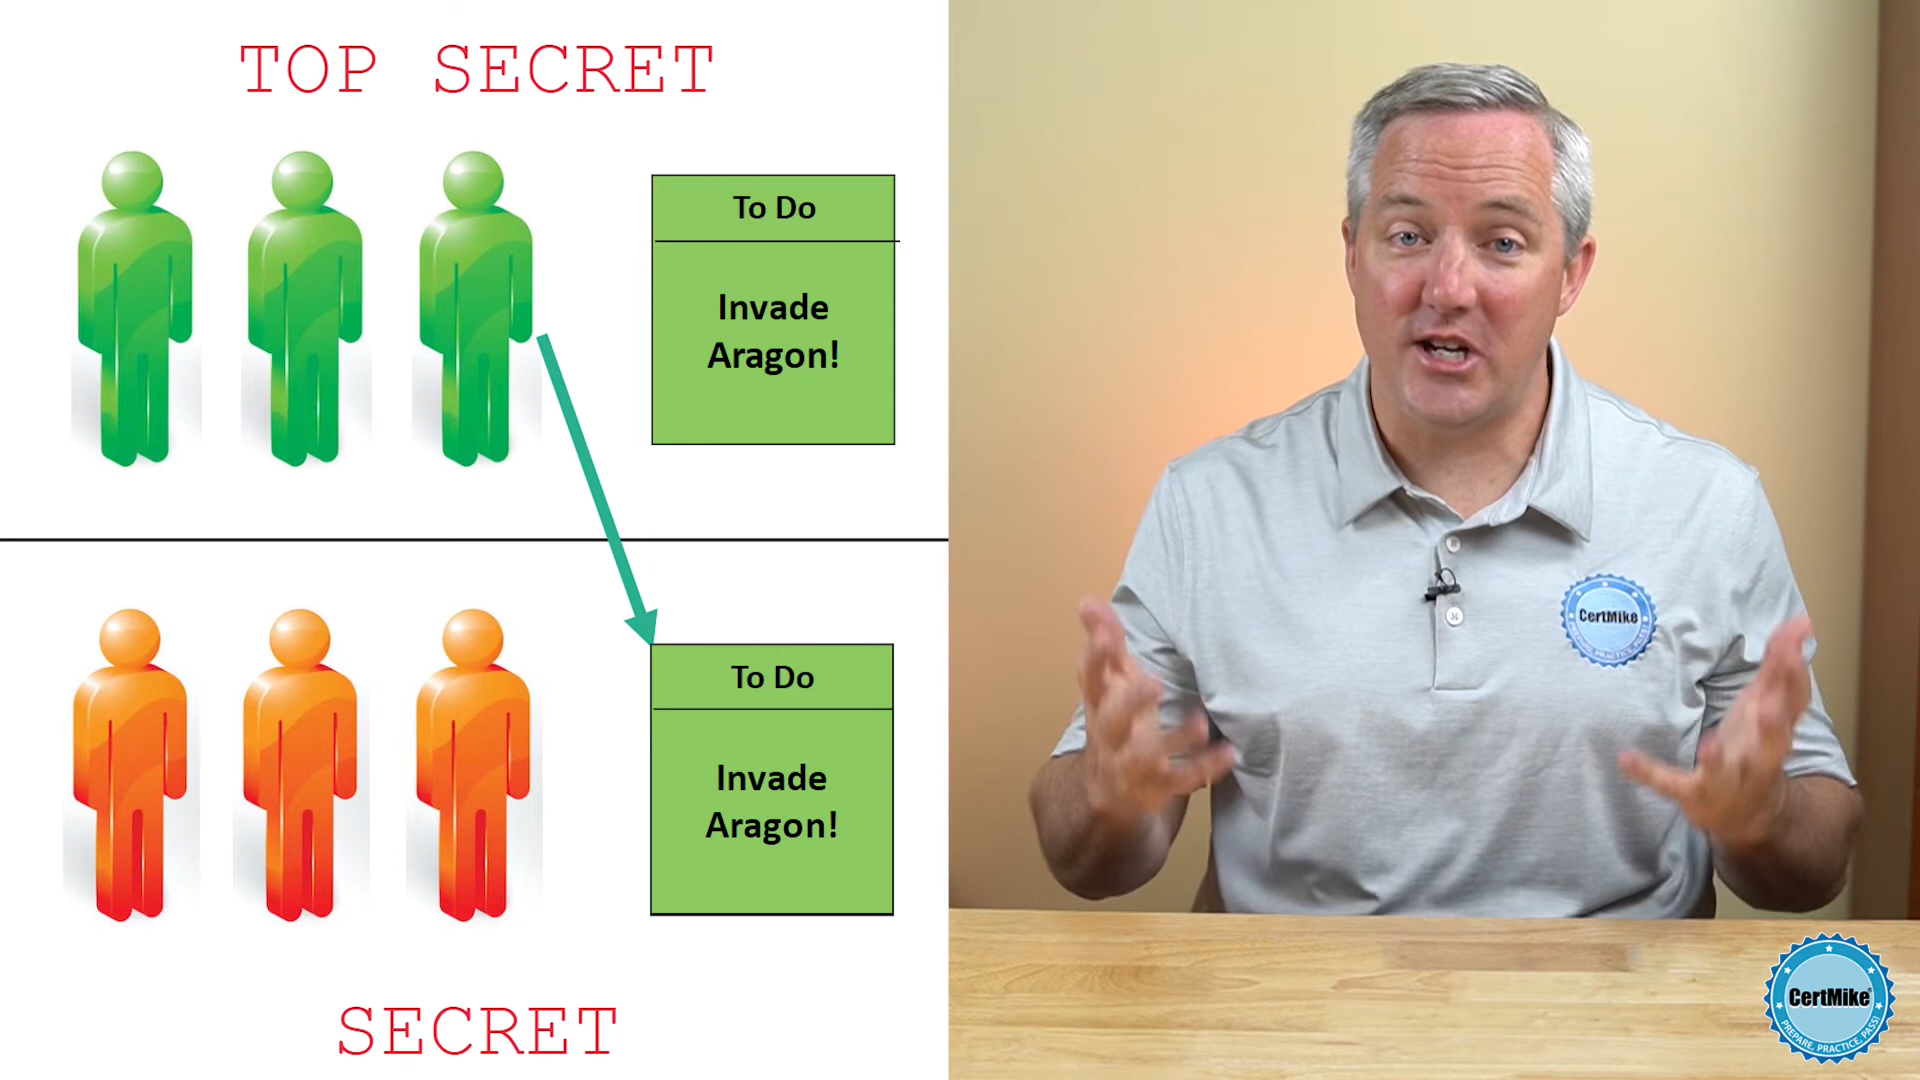 TOP SECRET
To Do
Invade
Aragon!
To Do
Invade
Aragon!
SECRET
CertMike
CertMike
PREPARE, PRACTICE, PASS!